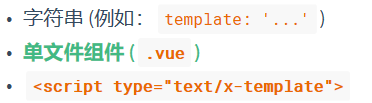 • 字符串 (例如： template: '...' )
• 单文件组件 ( .vue )
• <script type="text/x-template">